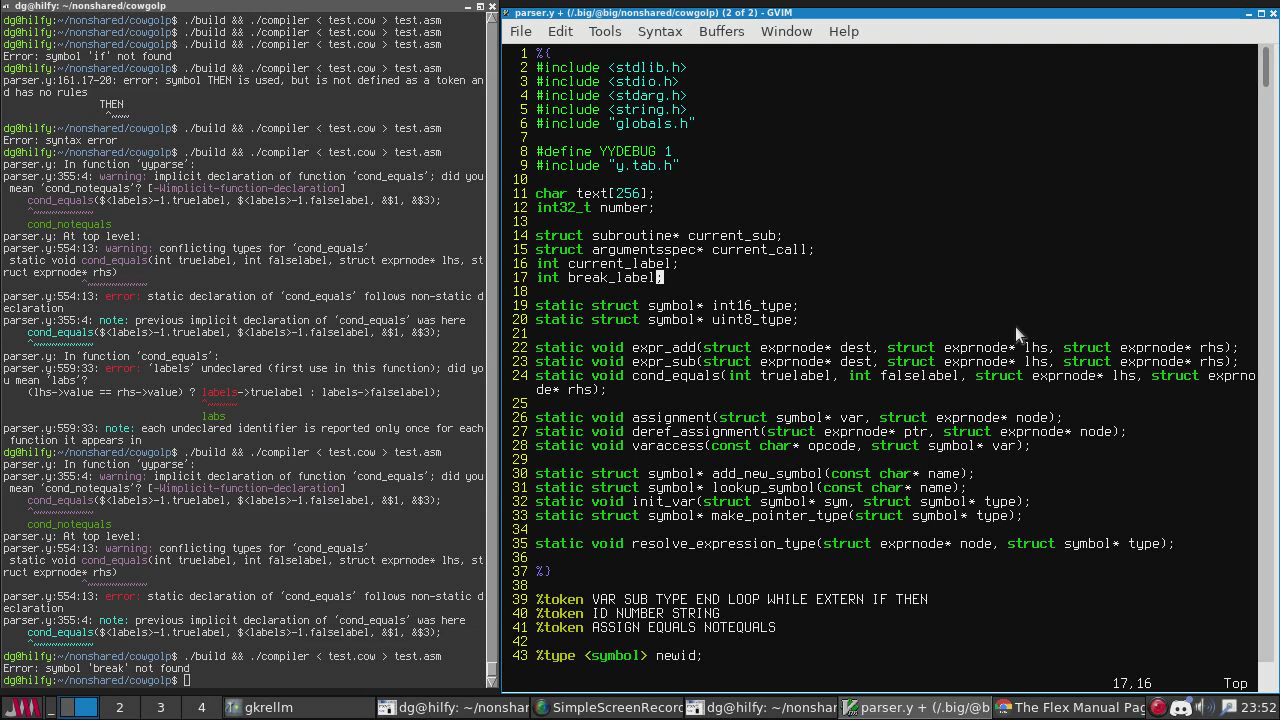 dg@hilfy: ~/nonshared/cowgolp
dg@hilfy:~/nonshared/cowgolp$ ./build && ./compiler < test.cow > test.asm
dg@hilfy:~/nonshared/cowgolp$ ./build && ./compiler < test.cow > test.asm
dg@hilfy:~/nonshared/cowgolp$ ./build && ./compiler < test.cow > test.asm
Error: symbol 'if' not found
dg@hilfy:~/nonshared/cowgolp$ ./build && ./compiler < test.cow > test.asm
parser.y:161.17-20: error: symbol THEN is used, but is not defined as a token an
d has no rules
THEN
^~~~
dg@hilfy:~/nonshared/cowgolp$ ./build && ./compiler < test.cow > test.asm
Error: syntax error
dg@hilfy:~/nonshared/cowgolp$ ./build && ./compiler < test.cow > test.asm
parser.y: In function ‘yyparse’:
parser.y:355:4: warning: implicit declaration of function ‘cond_equals’; did you
 mean ‘cond_notequals’? [-Wimplicit-function-declaration]
cond_equals($<labels>-1.truelabel, $<labels>-1.falselabel, &$1, &$3);
^~~~~~~~~~~
cond_notequals
parser.y: At top level:
parser.y:554:13: warning: conflicting types for ‘cond_equals’
static void cond_equals(int truelabel, int falselabel, struct exprnode* lhs, st
ruct exprnode* rhs)
^~~~~~~~~~~
parser.y:554:13: error: static declaration of ‘cond_equals’ follows non-static d
eclaration
parser.y:355:4: note: previous implicit declaration of ‘cond_equals’ was here
cond_equals($<labels>-1.truelabel, $<labels>-1.falselabel, &$1, &$3);
^~~~~~~~~~~
parser.y: In function ‘cond_equals’:
parser.y:559:33: error: ‘labels’ undeclared (first use in this function); did yo
u mean ‘labs’?
(lhs->value == rhs->value) ? labels->truelabel : labels->falselabel);
^~~~~~
labs
parser.y:559:33: note: each undeclared identifier is reported only once for each
 function it appears in
dg@hilfy:~/nonshared/cowgolp$ ./build && ./compiler < test.cow > test.asm
parser.y: In function ‘yyparse’:
parser.y:355:4: warning: implicit declaration of function ‘cond_equals’; did you
 mean ‘cond_notequals’? [-Wimplicit-function-declaration]
cond_equals($<labels>-1.truelabel, $<labels>-1.falselabel, &$1, &$3);
^~~~~~~~~~~
cond_notequals
parser.y: At top level:
parser.y:554:13: warning: conflicting types for ‘cond_equals’
static void cond_equals(int truelabel, int falselabel, struct exprnode* lhs, st
ruct exprnode* rhs)
^~~~~~~~~~~
parser.y:554:13: error: static declaration of ‘cond_equals’ follows non-static d
eclaration
parser.y:355:4: note: previous implicit declaration of ‘cond_equals’ was here
cond_equals($<labels>-1.truelabel, $<labels>-1.falselabel, &$1, &$3);
^~~~~~~~~~~
dg@hilfy:~/nonshared/cowgolp$ ./build && ./compiler < test.cow > test.asm
Error: symbol 'break' not found
dg@hilfy:~/nonshared/cowgolp$
parser.y + (/.big/@big/nonshared/cowgolp) (2 of 2) - GVIM
File Edit Tools Syntax Buffers Window Help
1 %{
2 #include <stdlib.h>
3 #include <stdio.h>
4 #include <stdarg.h>
5 #include <string.h>
6 #include "globals.h"
7
8 #define YYDEBUG 1
9 #include "y.tab.h"
10
11 char text[256];
12 int32_t number;
13
14 struct subroutine* current_sub;
15 struct argumentsspec* current_call;
16 int current_label;
17 int break_label;
18
19 static struct symbol* int16_type;
20 static struct symbol* uint8_type;
21
22 static void expr_add(struct exprnode* dest, struct exprnode* lhs, struct exprnode* rhs);
23 static void expr_sub(struct exprnode* dest, struct exprnode* lhs, struct exprnode* rhs);
24 static void cond_equals(int truelabel, int falselabel, struct exprnode* lhs, struct exprno
de* rhs);
25
26 static void assignment(struct symbol* var, struct exprnode* node);
27 static void deref_assignment(struct exprnode* ptr, struct exprnode* node);
28 static void varaccess(const char* opcode, struct symbol* var);
29
30 static struct symbol* add_new_symbol(const char* name);
31 static struct symbol* lookup_symbol(const char* name);
32 static void init_var(struct symbol* sym, struct symbol* type);
33 static struct symbol* make_pointer_type(struct symbol* type);
34
35 static void resolve_expression_type(struct exprnode* node, struct symbol* type);
36
37 %}
38
39 %token VAR SUB TYPE END LOOP WHILE EXTERN IF THEN
40 %token ID NUMBER STRING
41 %token ASSIGN EQUALS NOTEQUALS
42
43 %type <symbol> newid;
17,16 Top
2 3 4 gkrellm dg@hilfy: ~/nonshar SimpleScreenRecord dg@hilfy: ~/nonshar parser.y + (/.big/@b The Flex Manual Pag 23:52